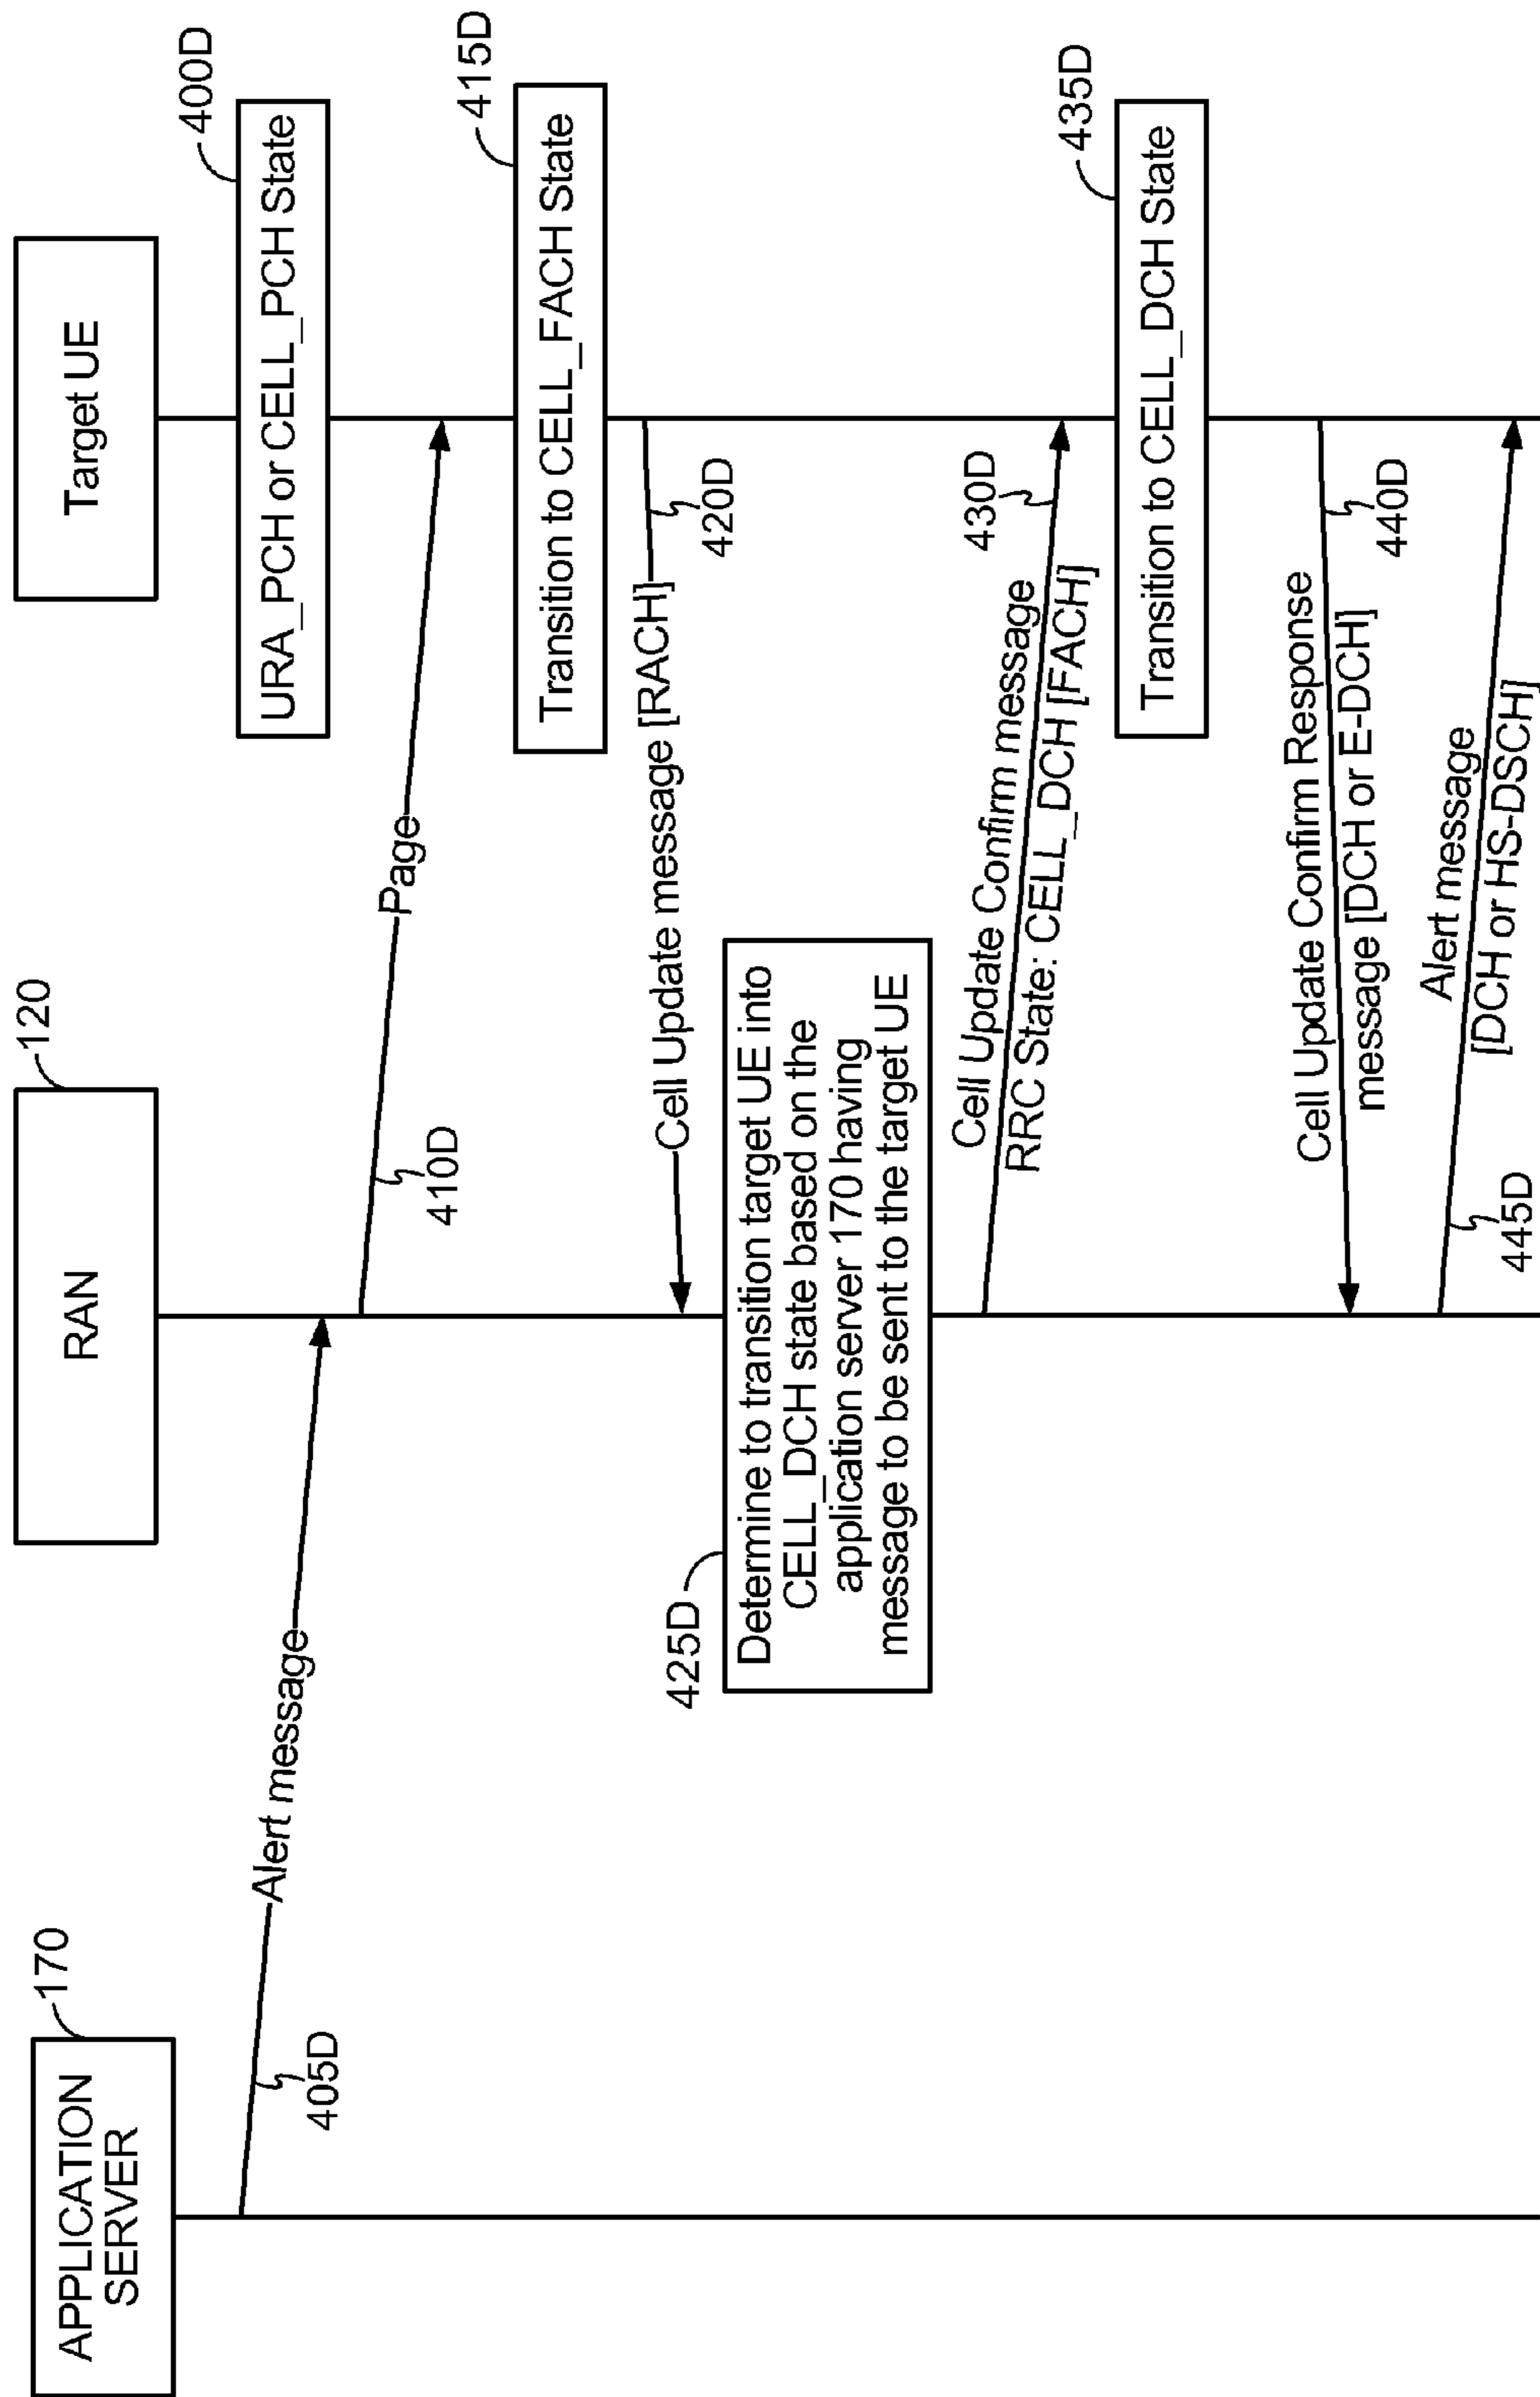 APPLICATION
SERVER
170
RAN
120
Target UE
URA_PCH or CELL_PCH State
400D
Alert message
405D
Page
410D
Transition to CELL_FACH State
415D
Cell Update message [RACH]
420D
425D
Determine to transition target UE into
CELL_DCH state based on the
application server 170 having
message to be sent to the target UE
Cell Update Confirm message
RRC State: CELL_DCH [FACH]
430D
Transition to CELL_DCH State
435D
Cell Update Confirm Response
message [DCH or E-DCH]
440D
Alert message
[DCH or HS-DSCH]
445D